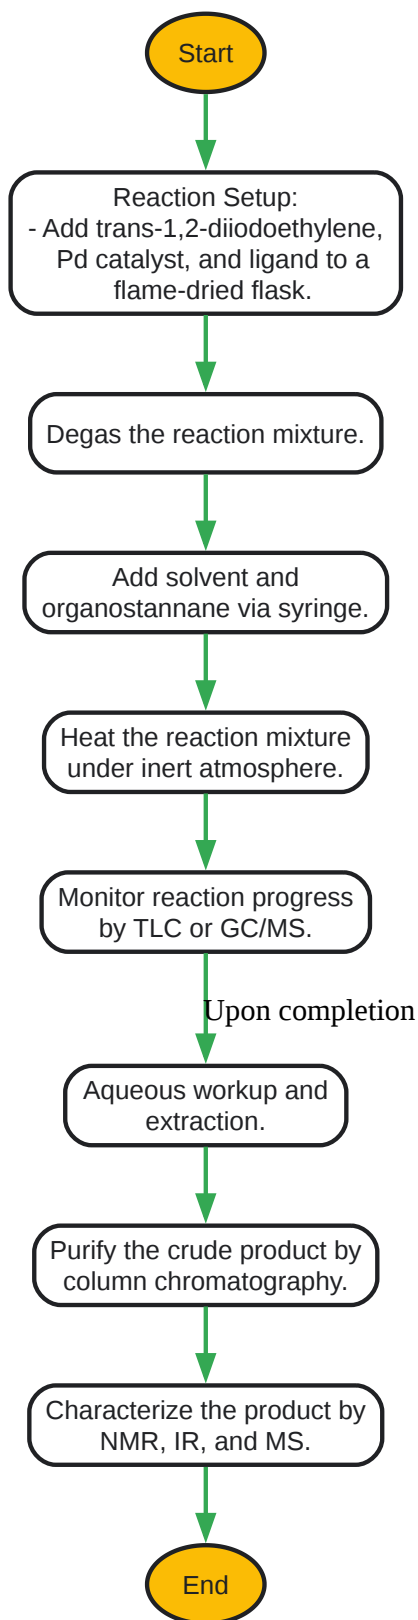 Start
Reaction Setup:
- Add trans-1,2-diiodoethylene,
Pd catalyst, and ligand to a
flame-dried flask.
Degas the reaction mixture.
Add solvent and
organostannane via syringe.
Heat the reaction mixture
under inert atmosphere.
Monitor reaction progress
by TLC or GC/MS.
Upon completion
Aqueous workup and
extraction.
Purify the crude product by
column chromatography.
Characterize the product by
NMR, IR, and MS.
End